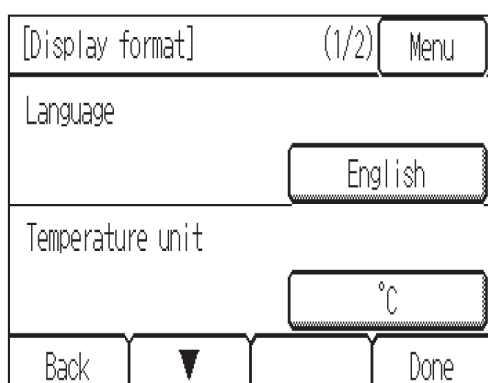 [Display format] (1/2) Menu
Language
English
Temperature unit
°C
Back ▼ Done